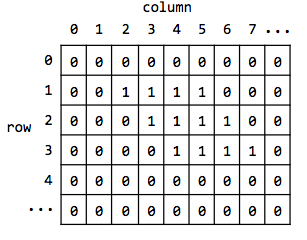 column
0 1 2 3 4 5 6 7 ...
0 0 0 0 0 0 0 0 0 0
1 0 0 1 1 1 1 0 0 0
row 2 0 0 0 1 1 1 1 0 0
3 0 0 0 0 1 1 1 1 0
4 0 0 0 0 0 0 0 0 0
... 0 0 0 0 0 0 0 0 0